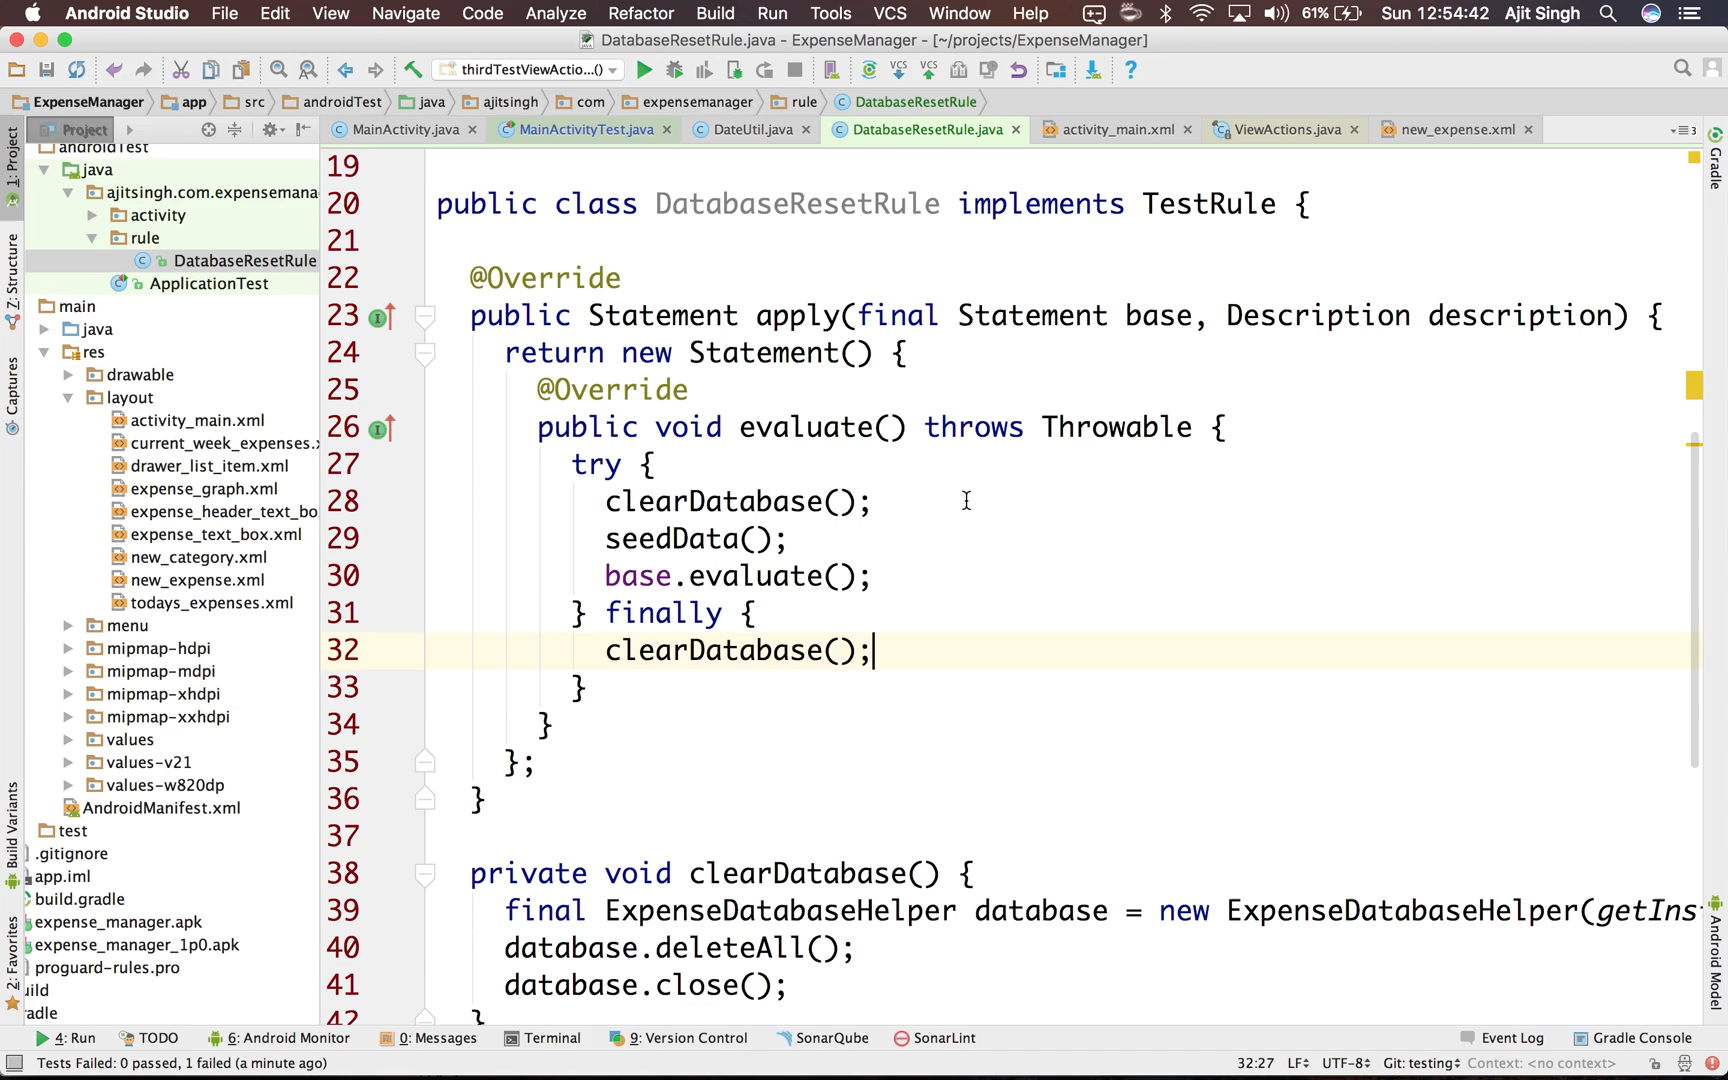 Android Studio File Edit View Navigate Code Analyze Refactor Build Run Tools VCS Window Help 61% Sun 12:54:42 Ajit Singh
DatabaseResetRule.java - ExpenseManager - [~/projects/ExpenseManager]
thirdTestViewActio...()
ExpenseManager app src androidTest java ajitsingh com expensemanager rule DatabaseResetRule
Project MainActivity.java MainActivityTest.java DateUtil.java DatabaseResetRule.java activity_main.xml ViewActions.java new_expense.xml 3
1: Project
Z: Structure
Captures
Build Variants
2: Favorites
androidTest
java
ajitsingh.com.expensemana
activity
rule
DatabaseResetRule
ApplicationTest
main
java
res
drawable
layout
activity_main.xml
current_week_expenses.x
drawer_list_item.xml
expense_graph.xml
expense_header_text_bo
expense_text_box.xml
new_category.xml
new_expense.xml
todays_expenses.xml
menu
mipmap-hdpi
mipmap-mdpi
mipmap-xhdpi
mipmap-xxhdpi
values
values-v21
values-w820dp
AndroidManifest.xml
test
.gitignore
app.iml
build.gradle
expense_manager.apk
expense_manager_1p0.apk
proguard-rules.pro
uild
adle
19
20 public class DatabaseResetRule implements TestRule {
21
22 @Override
23 public Statement apply(final Statement base, Description description) {
24 return new Statement() {
25 @Override
26 public void evaluate() throws Throwable {
27 try {
28 clearDatabase();
29 seedData();
30 base.evaluate();
31 } finally {
32 clearDatabase();
33 }
34 }
35 };
36 }
37
38 private void clearDatabase() {
39 final ExpenseDatabaseHelper database = new ExpenseDatabaseHelper(getIns
40 database.deleteAll();
41 database.close();
42 }
Gradle
Android Model
4: Run TODO 6: Android Monitor 0: Messages Terminal 9: Version Control SonarQube SonarLint Event Log Gradle Console
Tests Failed: 0 passed, 1 failed (a minute ago) 32:27 LF UTF-8 Git: testing Context: <no context>